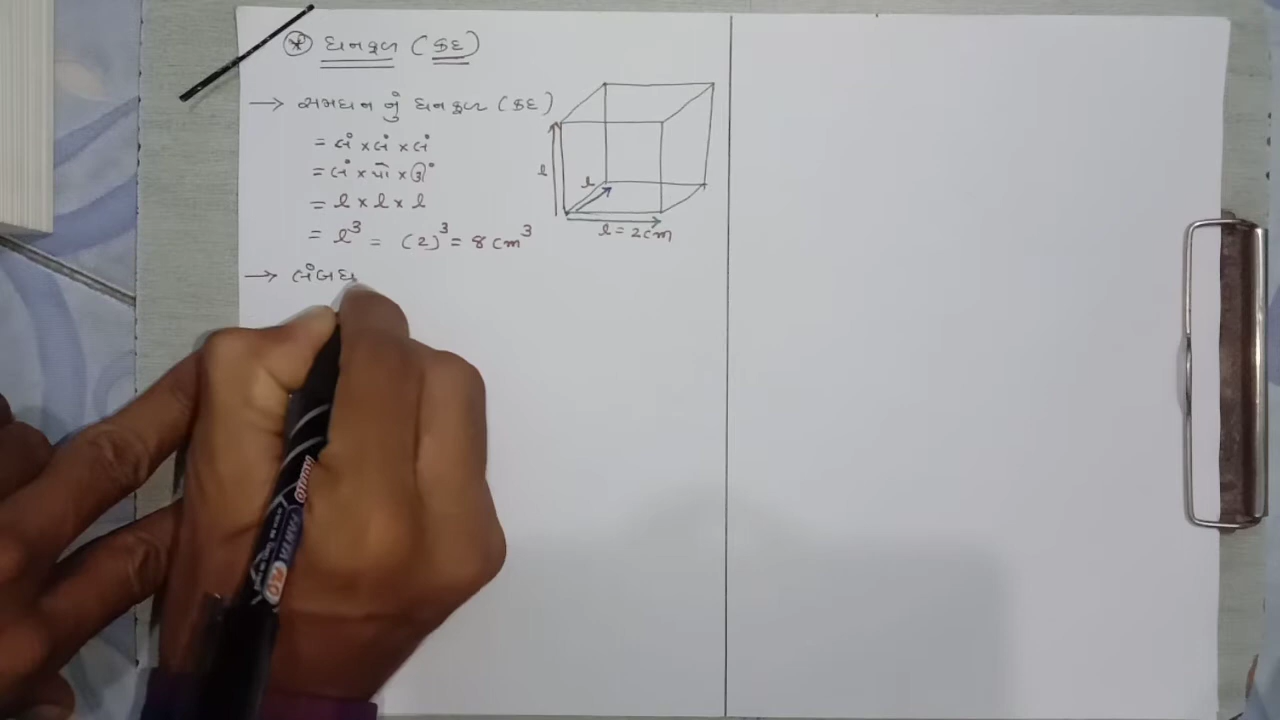 * ઘનફળ (કદ)
→ સમઘન નું ઘનફળ (કદ)
= લં × લં × લં
= લં × પં × ઊં
= l × l × l
= l³ = (2)³ = 8 cm³
→ લંબઘ
l
l
l = 2cm